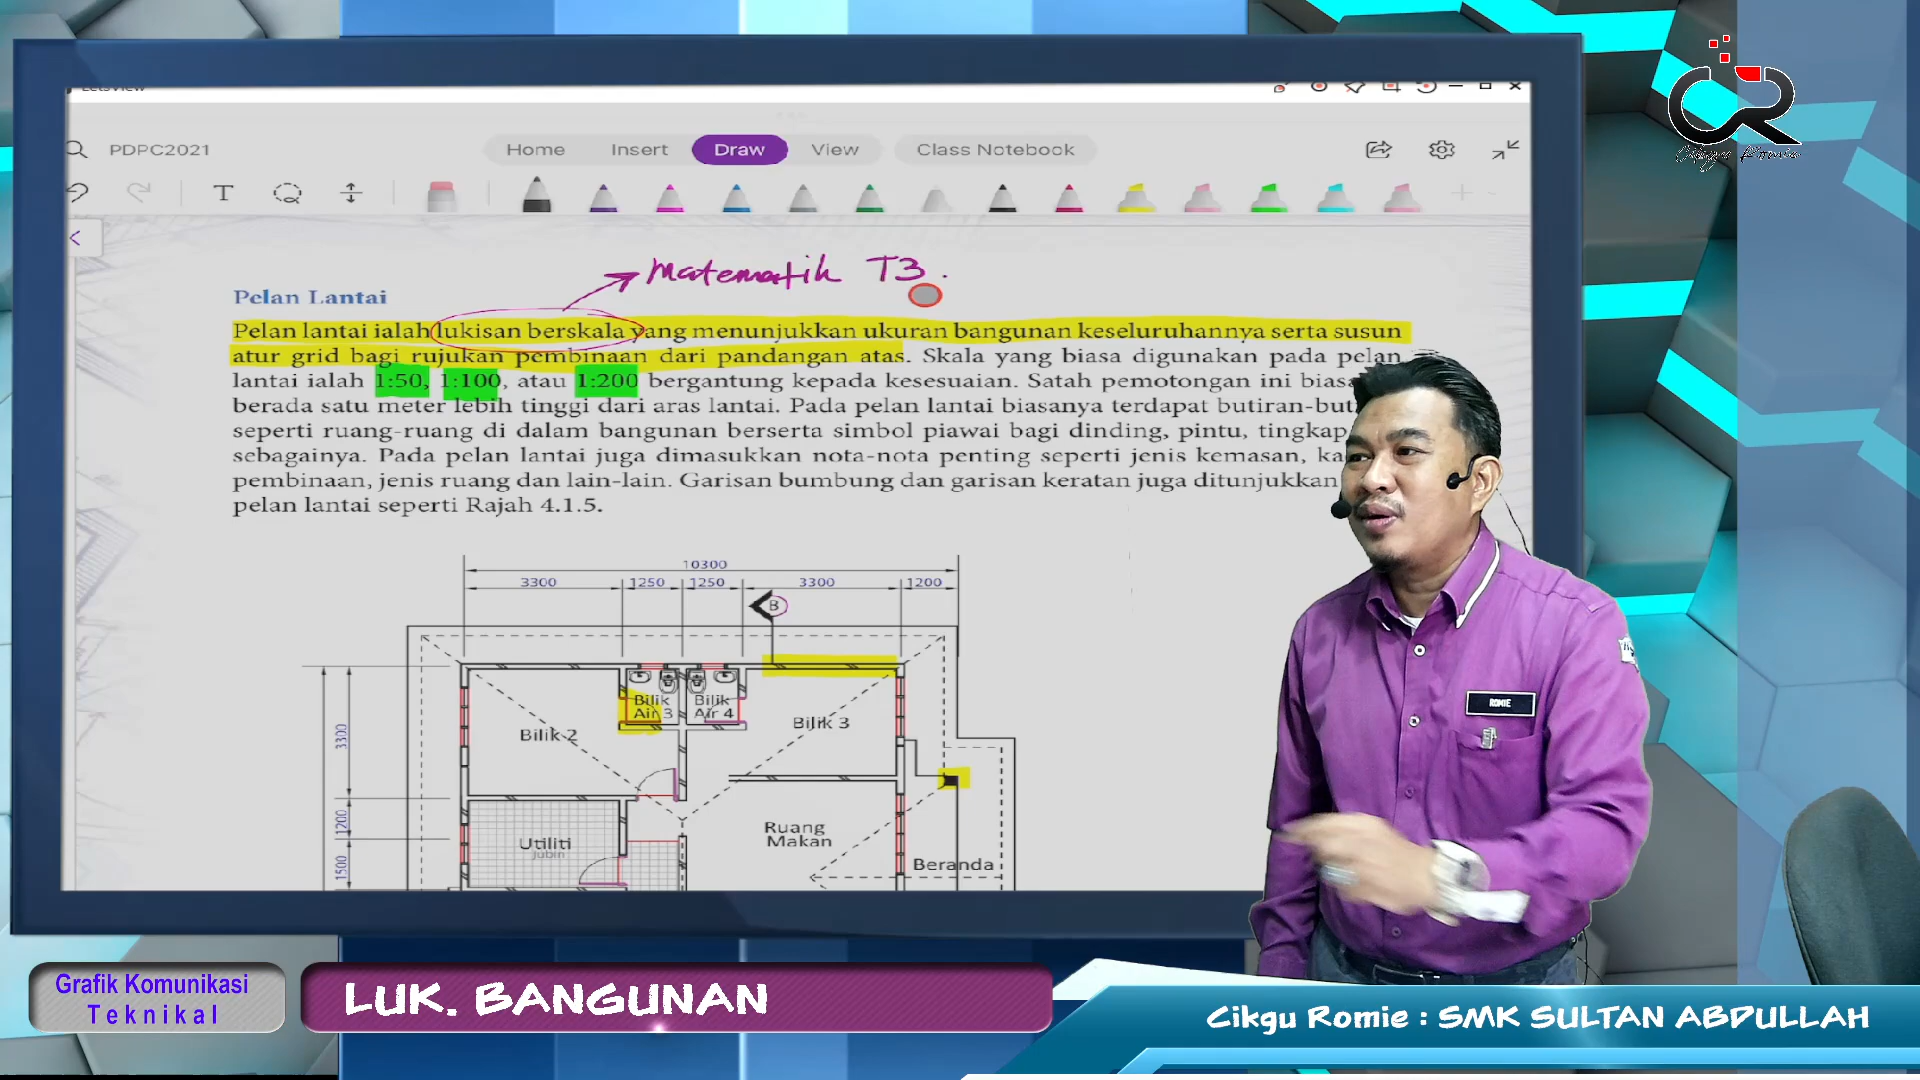 PDPC2021
Home Insert Draw View Class Notebook
T
Matematik T3.
Pelan Lantai
Pelan lantai ialah lukisan berskala yang menunjukkan ukuran bangunan keseluruhannya serta susun
atur grid bagi rujukan pembinaan dari pandangan atas. Skala yang biasa digunakan pada pelan
lantai ialah 1:50, 1:100, atau 1:200 bergantung kepada kesesuaian. Satah pemotongan ini
berada satu meter lebih tinggi dari aras lantai. Pada pelan lantai biasanya terdapat
seperti ruang-ruang di dalam bangunan berserta simbol piawai bagi dinding, pintu, tingkap
sebagainya. Pada pelan lantai juga dimasukkan nota-nota penting seperti jenis kemasan,
pembinaan, jenis ruang dan lain-lain. Garisan bumbung dan garisan keratan juga ditunjukkan
pelan lantai seperti Rajah 4.1.5.
10300
3300 1250 1250 3300 1200
B
3300
1200
1500
Bilik 2
Bilik
Air 3
Bilik
Air 4
Bilik 3
Utiliti
Jubin
Ruang
Makan
Beranda
ROMIE
Cikgu Romie
Grafik Komunikasi
Teknikal
LUK. BANGUNAN
Cikgu Romie : SMK SULTAN ABDULLAH